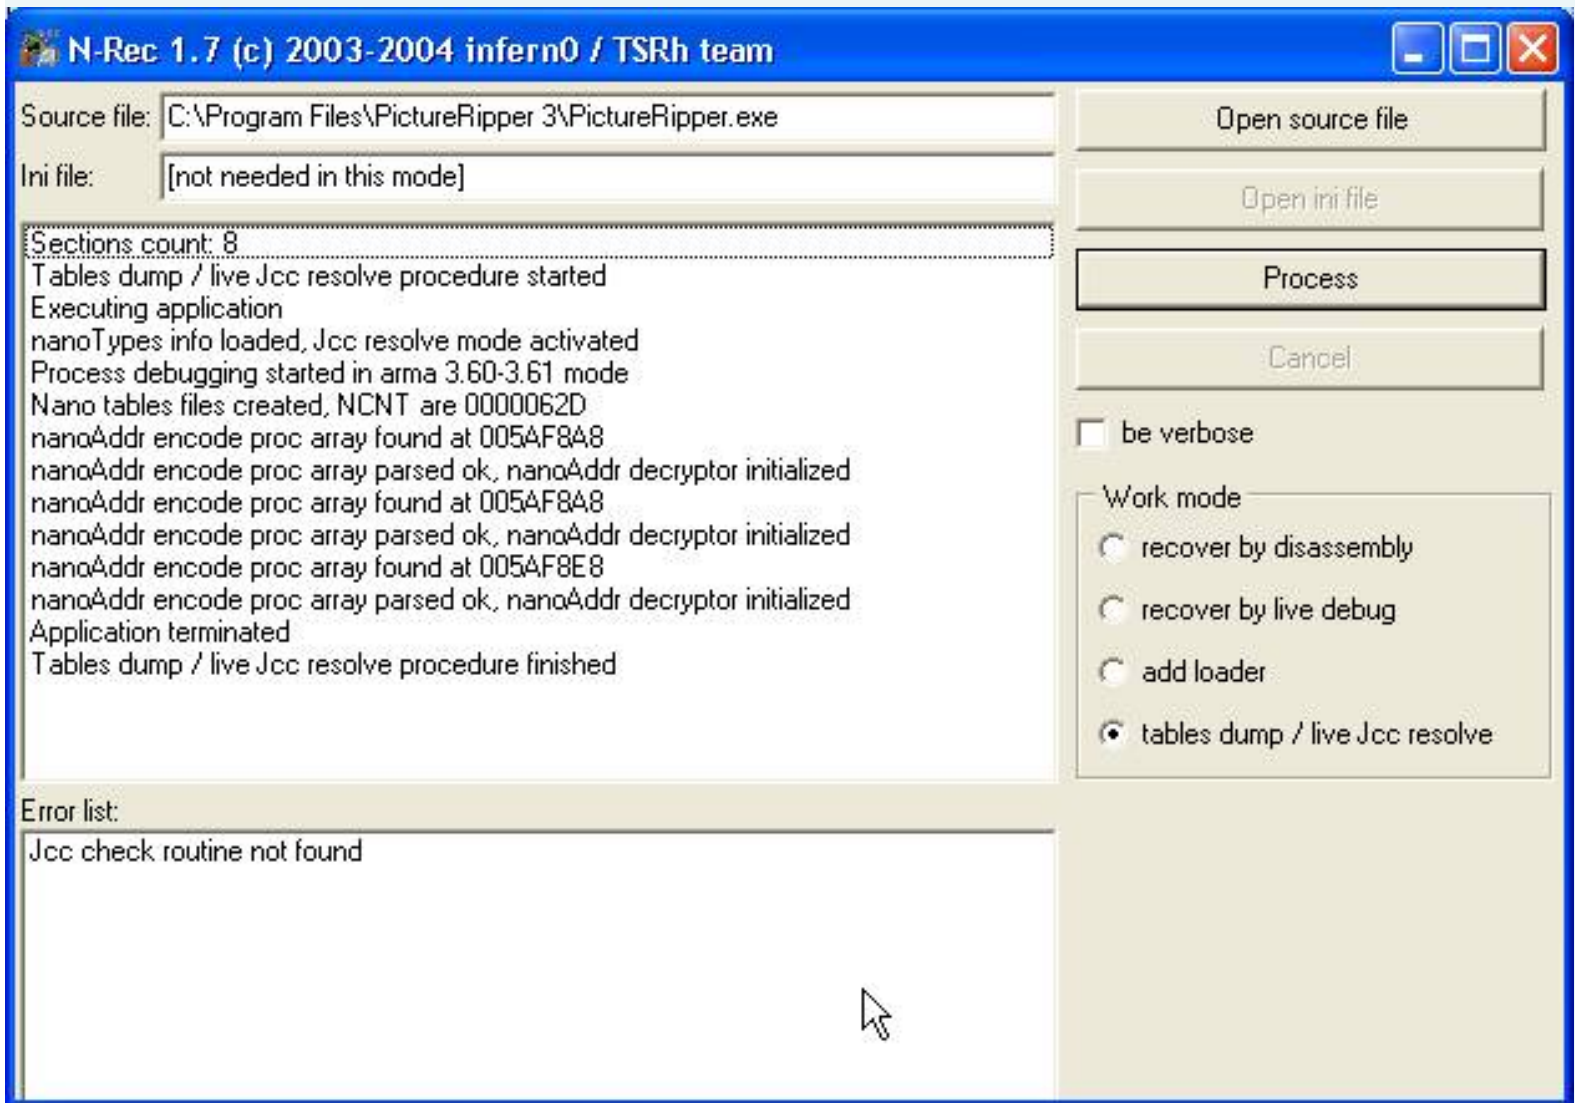 N-Rec 1.7 (c) 2003-2004 infern0 / TSRh team
Source file: C:\Program Files\PictureRipper 3\PictureRipper.exe
Open source file
Ini file: [not needed in this mode]
Open ini file
Sections count: 8
Tables dump / live Jcc resolve procedure started
Executing application
nanoTypes info loaded, Jcc resolve mode activated
Process debugging started in arma 3.60-3.61 mode
Nano tables files created, NCNT are 0000062D
nanoAddr encode proc array found at 005AF8A8
nanoAddr encode proc array parsed ok, nanoAddr decryptor initialized
nanoAddr encode proc array found at 005AF8A8
nanoAddr encode proc array parsed ok, nanoAddr decryptor initialized
nanoAddr encode proc array found at 005AF8E8
nanoAddr encode proc array parsed ok, nanoAddr decryptor initialized
Application terminated
Tables dump / live Jcc resolve procedure finished
Process
Cancel
be verbose
Work mode
recover by disassembly
recover by live debug
add loader
tables dump / live Jcc resolve
Error list:
Jcc check routine not found